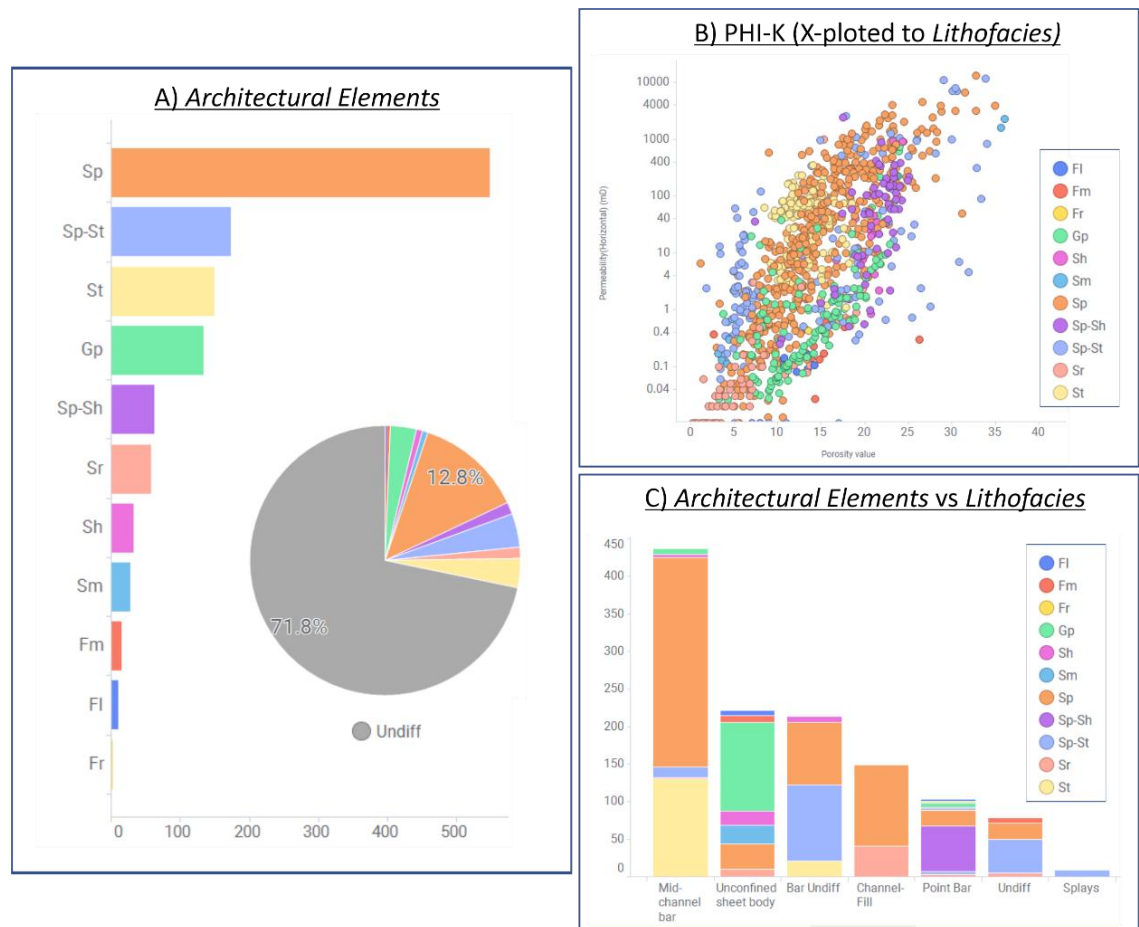 A) Architectural Elements
Sp
Sp-St
St
Gp
Sp-Sh
Sr
Sh
Sm
Fm
Fl
Fr
0 100 200 300 400 500
12.8%
71.8%
Undiff
B) PHI-K (X-ploted to Lithofacies)
Permeability(Horizontal) (mD)
10000
4000
1000
400
100
40
10
4
1
0.4
0.1
0.04
0 5 10 15 20 25 30 35 40
Porosity value
Fl
Fm
Fr
Gp
Sh
Sm
Sp
Sp-Sh
Sp-St
Sr
St
C) Architectural Elements vs Lithofacies
450
400
350
300
250
200
150
100
50
0
Mid-
channel
bar
Unconfined
sheet body
Bar Undiff
Channel-
Fill
Point Bar
Undiff
Splays
Fl
Fm
Fr
Gp
Sh
Sm
Sp
Sp-Sh
Sp-St
Sr
St